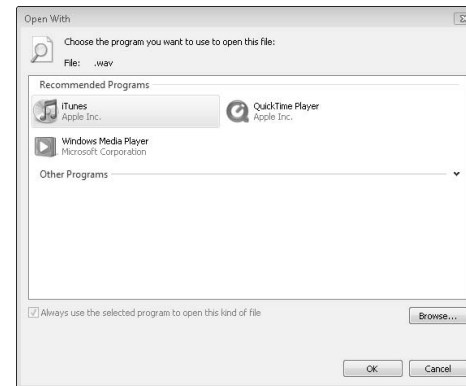 Open With
Choose the program you want to use to open this file:
File: .wav
Recommended Programs
iTunes
Apple Inc.
QuickTime Player
Apple Inc.
Windows Media Player
Microsoft Corporation
Other Programs
Always use the selected program to open this kind of file
Browse...
OK
Cancel